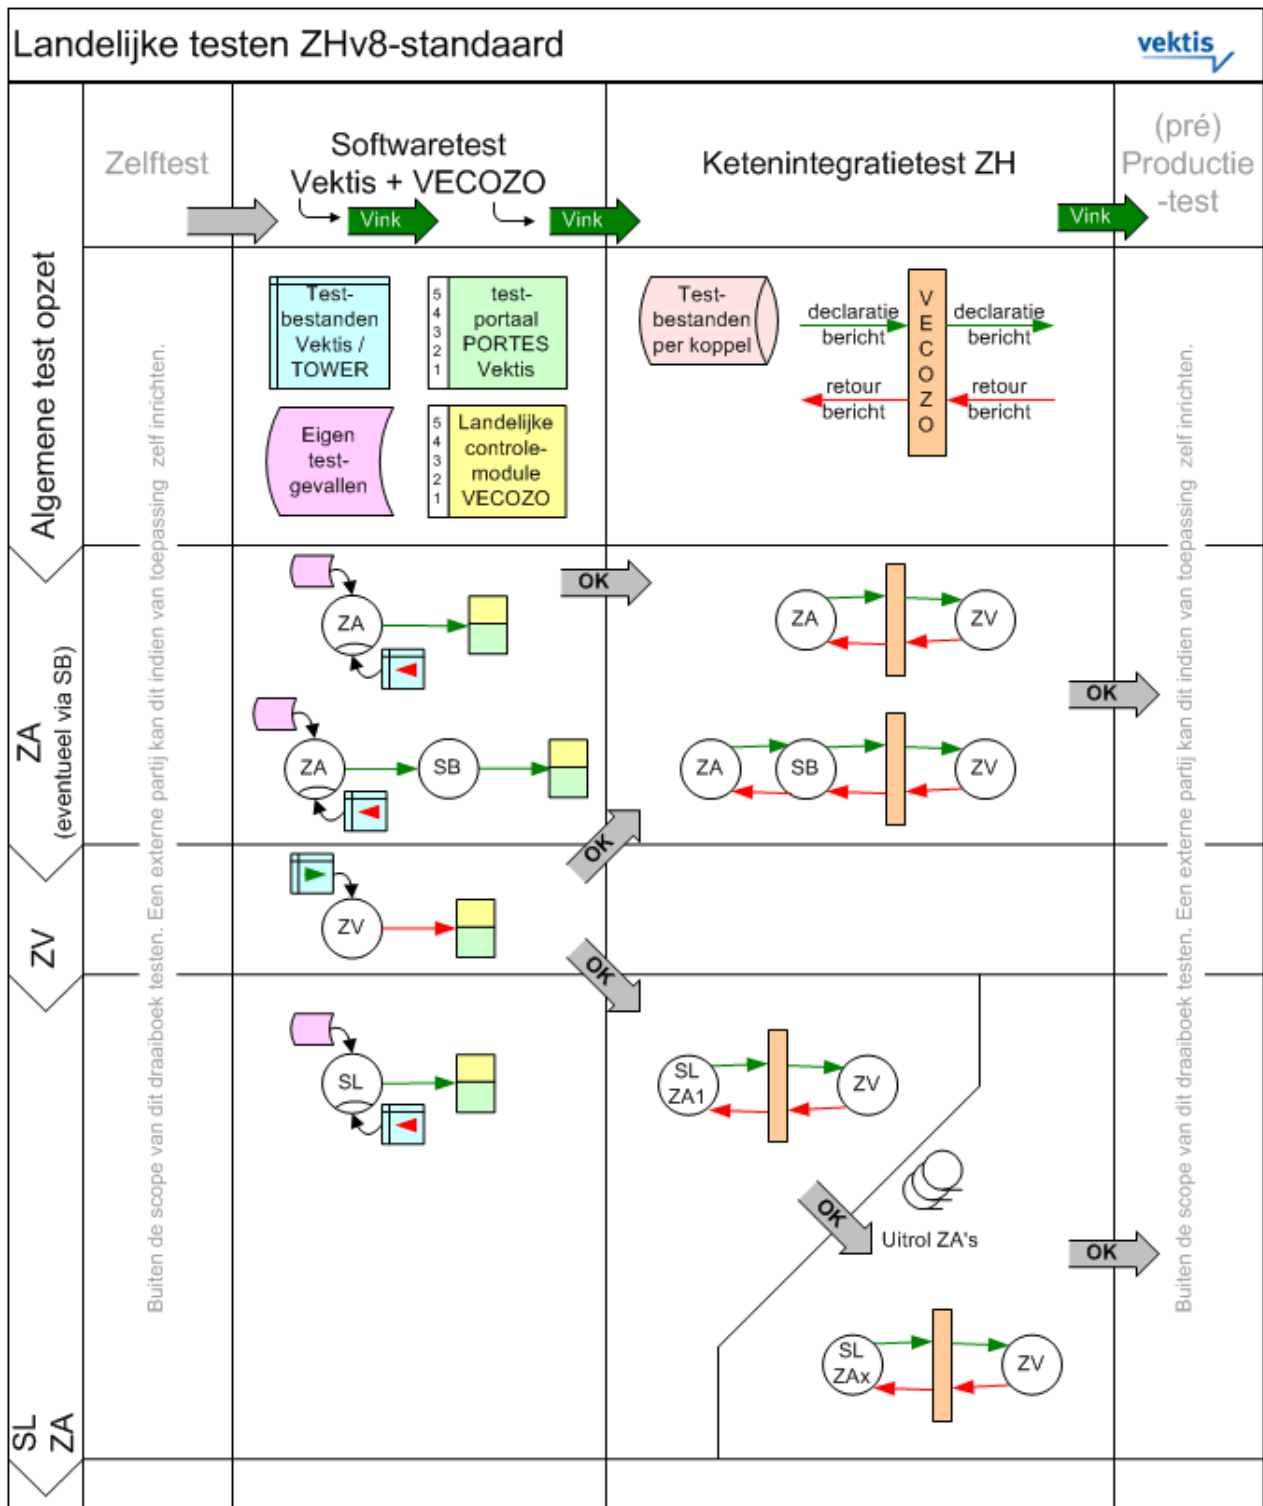 Landelijke testen ZHv8-standaard
vektis
Zelftest
Softwaretest
Vektis + VECOZO
Vink
Vink
Ketenintegratietest ZH
Vink
(pré)
Productie
-test
Algemene test opzet
Test-
bestanden
Vektis /
TOWER
5
4
3
2
1
test-
portaal
PORTES
Vektis
Eigen
test-
gevallen
5
4
3
2
1
Landelijke
controle-
module
VECOZO
Test-
bestanden
per koppel
declaratie
bericht
retour
bericht
V
E
C
O
Z
O
declaratie
bericht
retour
bericht
Buiten de scope van dit draaiboek testen. Een externe partij kan dit indien van toepassing zelf inrichten.
Buiten de scope van dit draaiboek testen. Een externe partij kan dit indien van toepassing zelf inrichten.
ZA
(eventueel via SB)
ZA
OK
ZA
ZV
ZA
SB
ZA
SB
ZV
OK
OK
ZV
ZV
OK
SL
ZA
SL
SL
ZA1
ZV
OK
Uitrol ZA's
OK
SL
ZAx
ZV